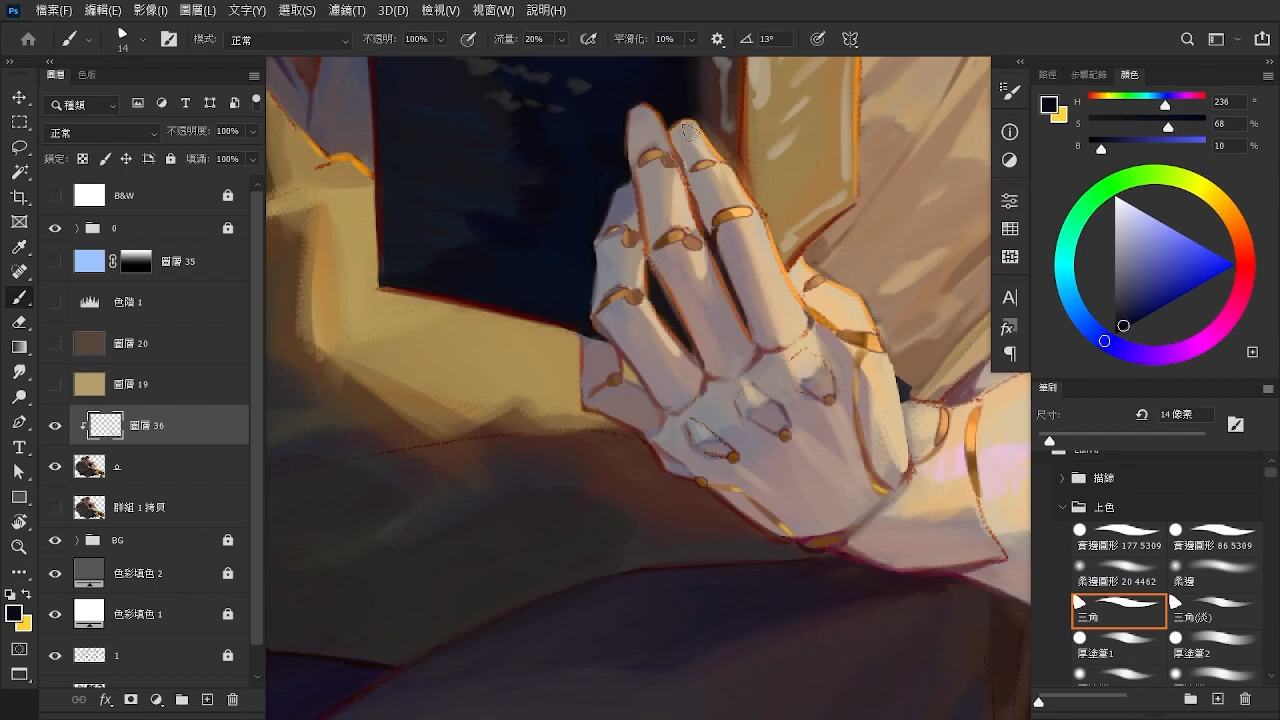 Ps 檔案(F) 編輯(E) 影像(I) 圖層(L) 文字(Y) 選取(S) 濾鏡(T) 3D(D) 檢視(V) 視窗(W) 說明(H)
14 模式: 正常 不透明: 100% 流量: 20% 平滑化: 10% 13°
圖層 色版
種類
正常 不透明度: 100%
鎖定: 填滿: 100%
B&W
0
圖層 35
色階 1
圖層 20
圖層 19
圖層 36
群組 1 拷貝
BG
色彩填色 2
色彩填色 1
1
路徑 步驟記錄 顏色
H 236 °
S 68 %
B 10 %
筆刷
尺寸: 14 像素
描線
上色
實邊圓形 177 5309 實邊圓形 86 5309
柔邊圓形 20 4462 柔邊
三角 三角(淡)
厚塗筆1 厚塗筆2